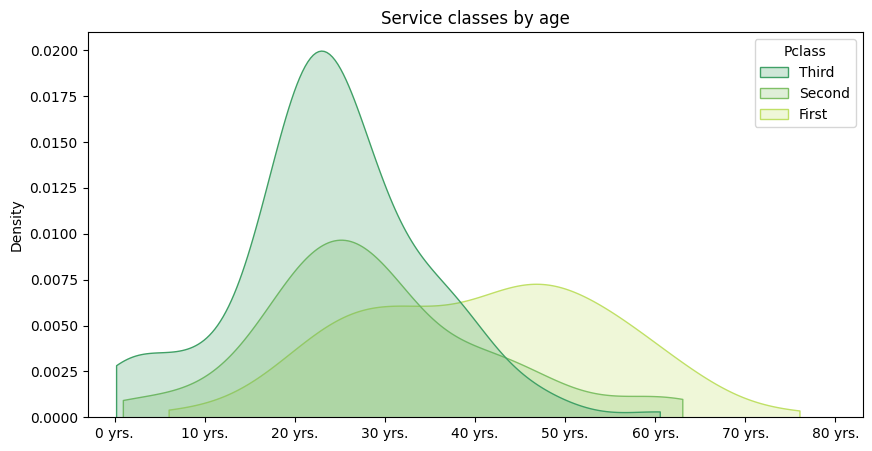 Service classes by age
Pclass
Third
Second
First
Density
0.0200
0.0175
0.0150
0.0125
0.0100
0.0075
0.0050
0.0025
0.0000
0 yrs. 10 yrs. 20 yrs. 30 yrs. 40 yrs. 50 yrs. 60 yrs. 70 yrs. 80 yrs.